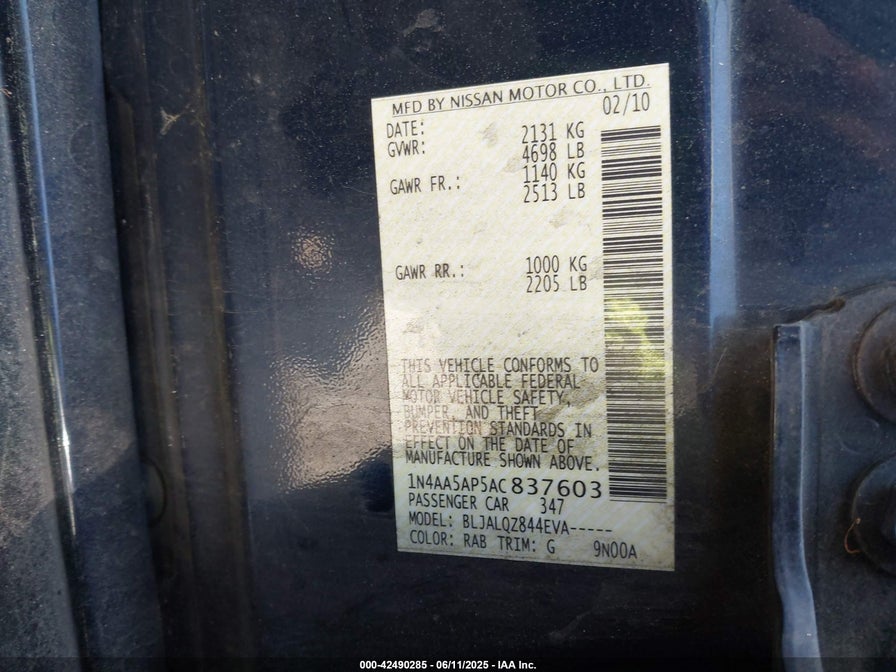 MFD BY NISSAN MOTOR CO., LTD.
DATE: 02/10
GVWR: 2131 KG
4698 LB
GAWR FR.: 1140 KG
2513 LB
GAWR RR.: 1000 KG
2205 LB
THIS VEHICLE CONFORMS TO
ALL APPLICABLE FEDERAL
MOTOR VEHICLE SAFETY,
BUMPER, AND THEFT
PREVENTION STANDARDS IN
EFFECT ON THE DATE OF
MANUFACTURE SHOWN ABOVE.
1N4AA5AP5AC837603
PASSENGER CAR 347
MODEL: BLJALQZ844EVA-----
COLOR: RAB TRIM: G 9N00A
000-42490285 - 06/11/2025 - IAA Inc.